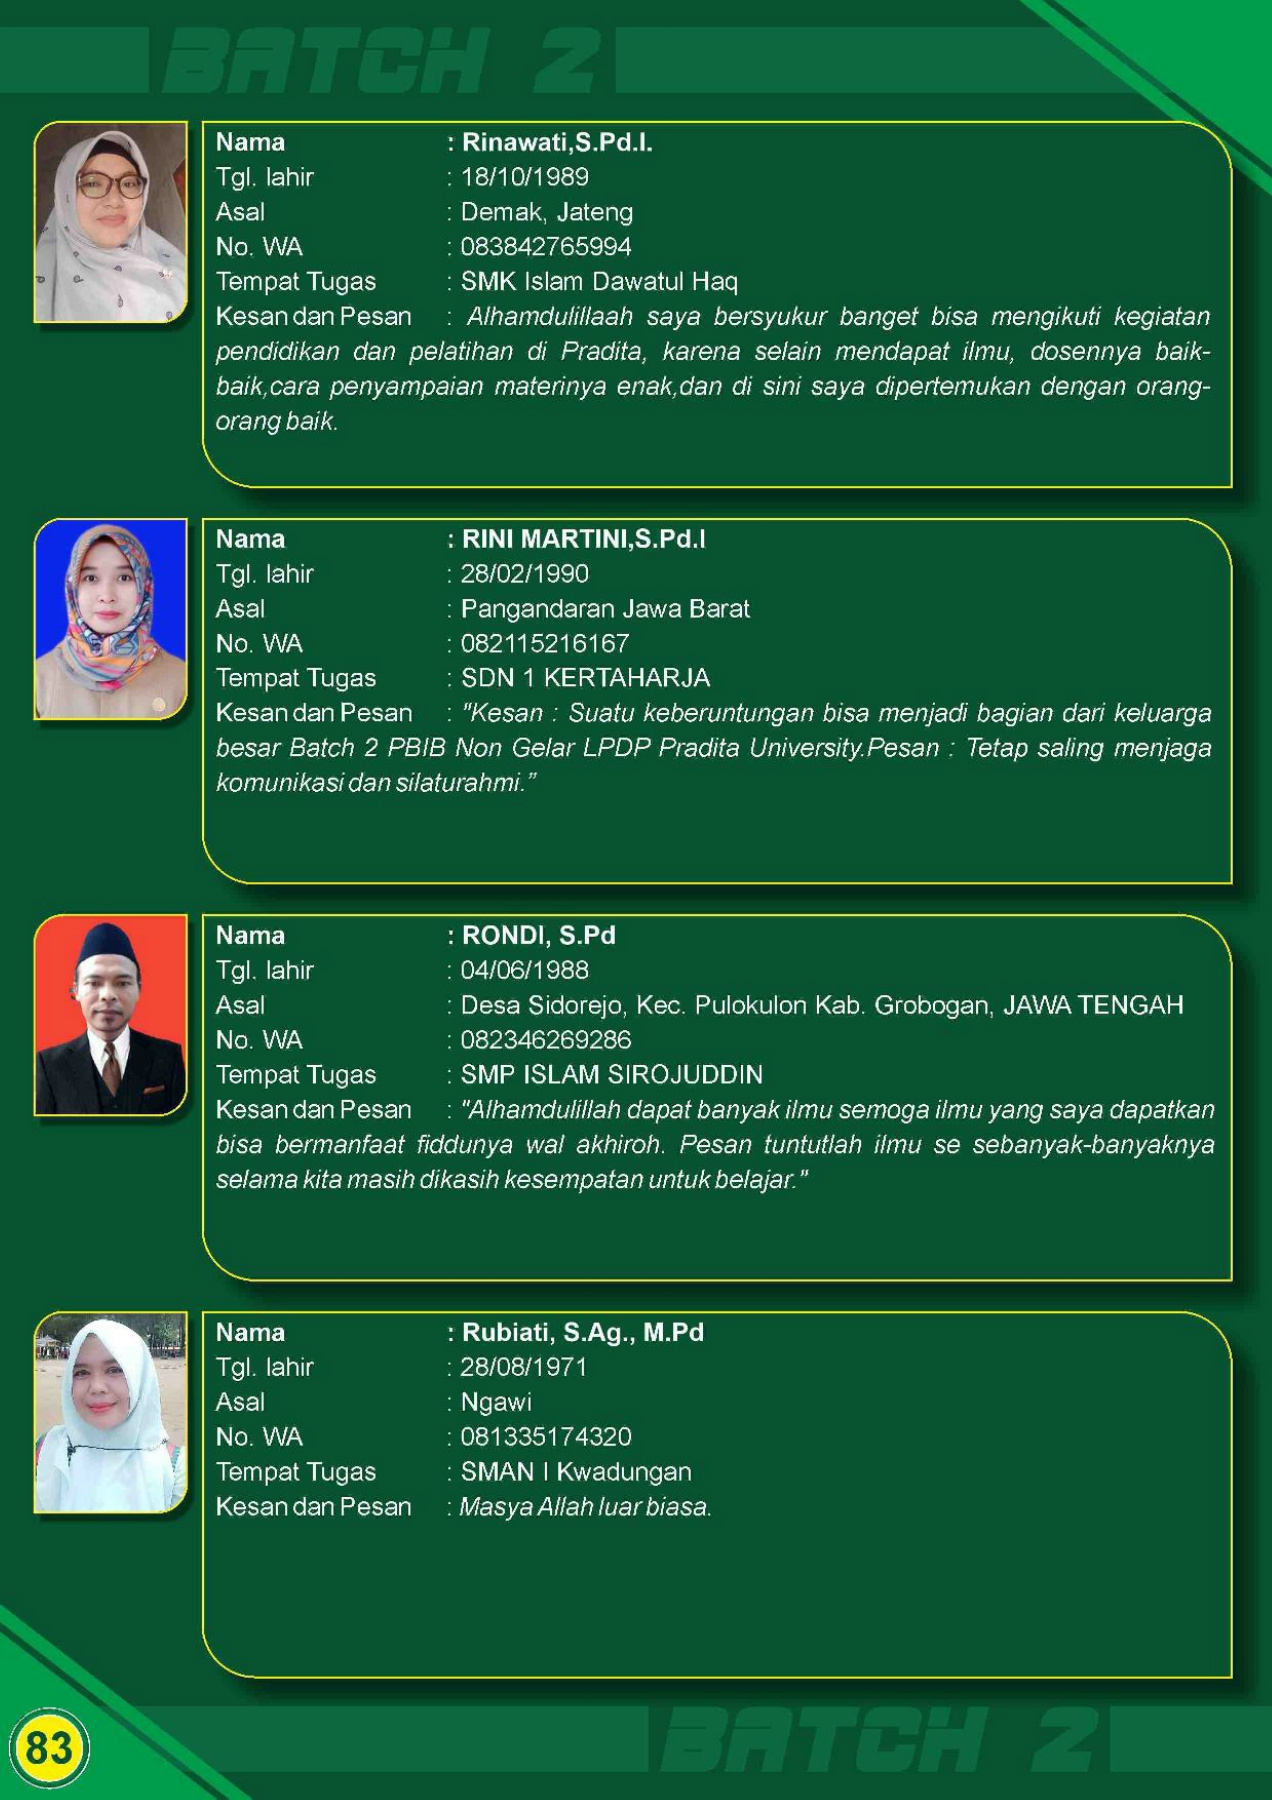 BATCH 2
Nama : Rinawati,S.Pd.I.
Tgl. lahir : 18/10/1989
Asal : Demak, Jateng
No. WA : 083842765994
Tempat Tugas : SMK Islam Dawatul Haq
Kesan dan Pesan : Alhamdulillaah saya bersyukur banget bisa mengikuti kegiatan
pendidikan dan pelatihan di Pradita, karena selain mendapat ilmu, dosennya baik-
baik,cara penyampaian materinya enak,dan di sini saya dipertemukan dengan orang-
orang baik.
Nama : RINI MARTINI,S.Pd.I
Tgl. lahir : 28/02/1990
Asal : Pangandaran Jawa Barat
No. WA : 082115216167
Tempat Tugas : SDN 1 KERTAHARJA
Kesan dan Pesan : "Kesan : Suatu keberuntungan bisa menjadi bagian dari keluarga
besar Batch 2 PBIB Non Gelar LPDP Pradita University.Pesan : Tetap saling menjaga
komunikasi dan silaturahmi.”
Nama : RONDI, S.Pd
Tgl. lahir : 04/06/1988
Asal : Desa Sidorejo, Kec. Pulokulon Kab. Grobogan, JAWA TENGAH
No. WA : 082346269286
Tempat Tugas : SMP ISLAM SIROJUDDIN
Kesan dan Pesan : "Alhamdulillah dapat banyak ilmu semoga ilmu yang saya dapatkan
bisa bermanfaat fiddunya wal akhiroh. Pesan tuntutlah ilmu se sebanyak-banyaknya
selama kita masih dikasih kesempatan untuk belajar."
Nama : Rubiati, S.Ag., M.Pd
Tgl. lahir : 28/08/1971
Asal : Ngawi
No. WA : 081335174320
Tempat Tugas : SMAN I Kwadungan
Kesan dan Pesan : Masya Allah luar biasa.
83
BATCH 2